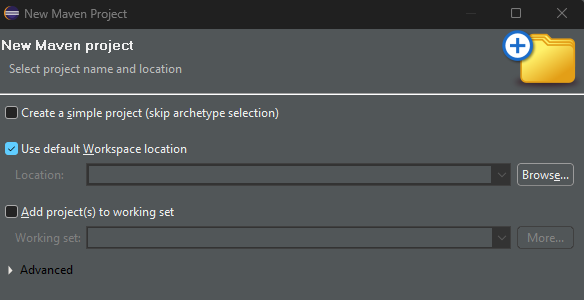 New Maven Project
New Maven project
Select project name and location
Create a simple project (skip archetype selection)
Use default Workspace location
Location:
Browse...
Add project(s) to working set
Working set:
More...
Advanced